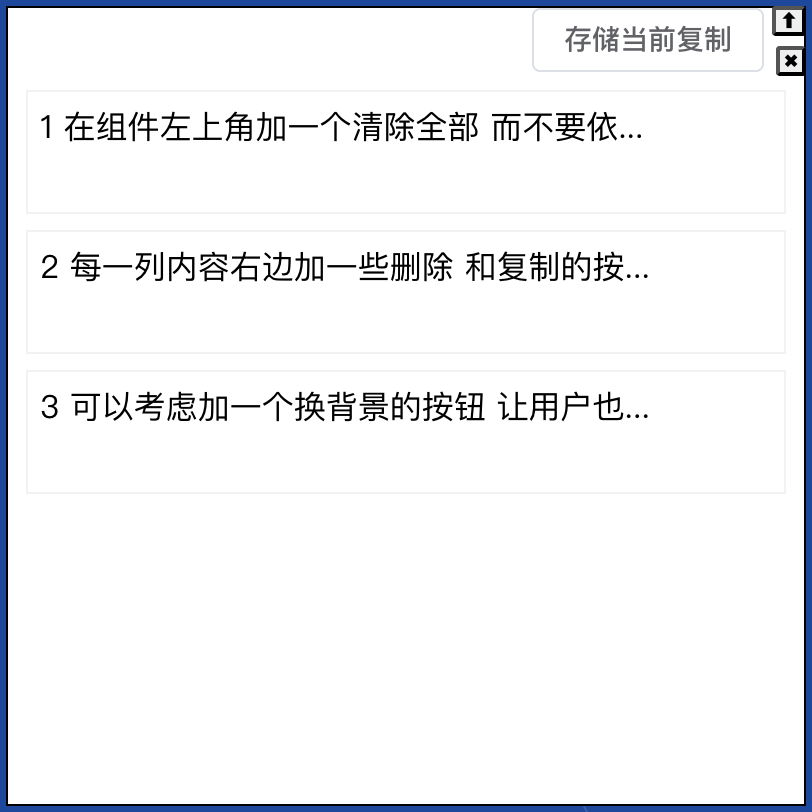 存储当前复制
1 在组件左上角加一个清除全部 而不要依...
2 每一列内容右边加一些删除 和复制的按...
3 可以考虑加一个换背景的按钮 让用户也...